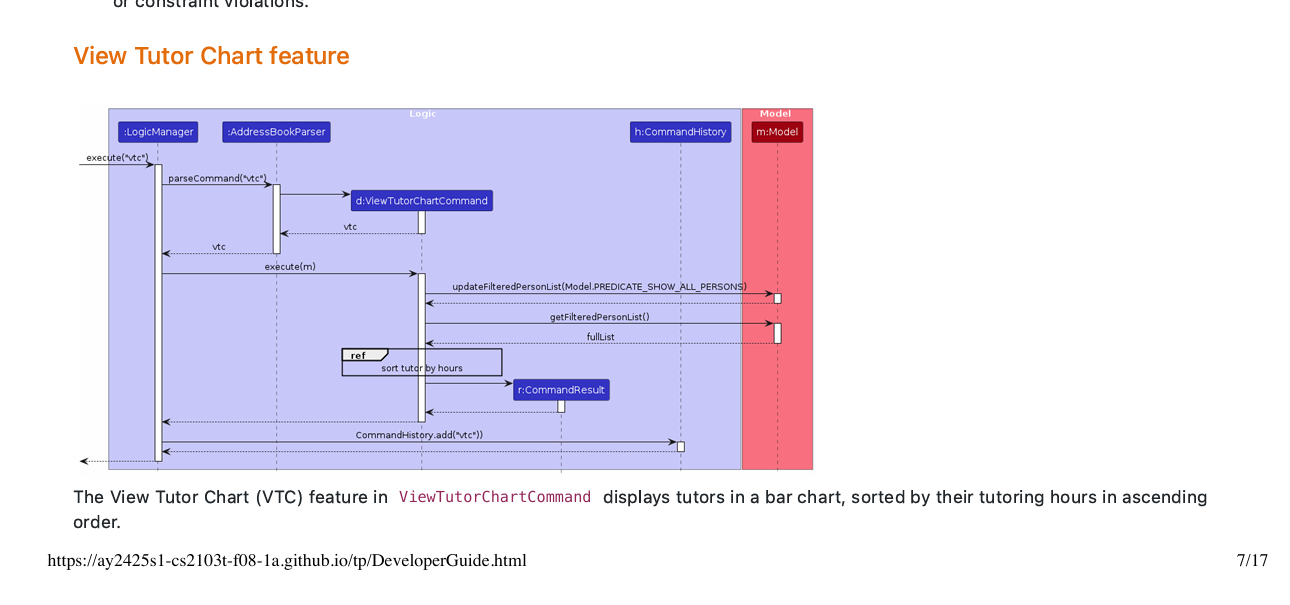 or constraint violations.
View Tutor Chart feature
Logic
Model
:LogicManager
:AddressBookParser
h:CommandHistory
m:Model
execute("vtc")
parseCommand("vtc")
d:ViewTutorChartCommand
vtc
vtc
execute(m)
updateFilteredPersonList(Model.PREDICATE_SHOW_ALL_PERSONS)
getFilteredPersonList()
fullList
ref
sort tutor by hours
r:CommandResult
CommandHistory.add("vtc"))
The View Tutor Chart (VTC) feature in ViewTutorChartCommand displays tutors in a bar chart, sorted by their tutoring hours in ascending
order.
https://ay2425s1-cs2103t-f08-1a.github.io/tp/DeveloperGuide.html
7/17